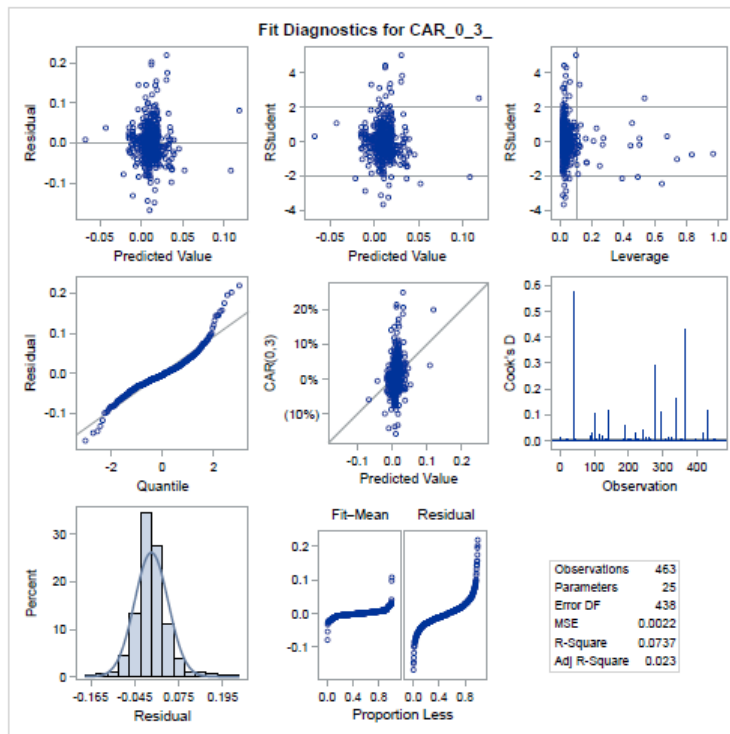 Fit Diagnostics for CAR_0_3_
Residual
0.2
0.1
0.0
-0.1
-0.05 0.00 0.05 0.10
Predicted Value
RStudent
4
2
0
-2
-4
-0.05 0.00 0.05 0.10
Predicted Value
RStudent
4
2
0
-2
-4
0.0 0.2 0.4 0.6 0.8 1.0
Leverage
Residual
0.2
0.1
0.0
-0.1
-2 0 2
Quantile
CAR(0,3)
20%
10%
0%
(10%)
-0.1 0.0 0.1 0.2
Predicted Value
Cook's D
0.6
0.5
0.4
0.3
0.2
0.1
0.0
0 100 200 300 400
Observation
Percent
30
20
10
0
-0.165 -0.045 0.075 0.195
Residual
Fit–Mean Residual
0.2
0.1
0.0
-0.1
0.0 0.4 0.8 0.0 0.4 0.8
Proportion Less
Observations 463
Parameters 25
Error DF 438
MSE 0.0022
R-Square 0.0737
Adj R-Square 0.023